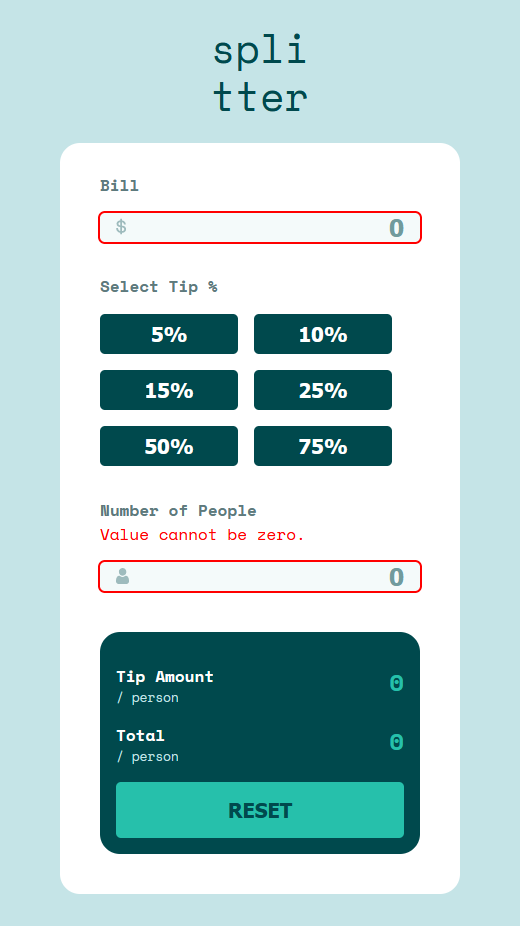 spli
tter
Bill
$ 0
Select Tip %
5% 10%
15% 25%
50% 75%
Number of People
Value cannot be zero.
0
Tip Amount 0
/ person
Total 0
/ person
RESET